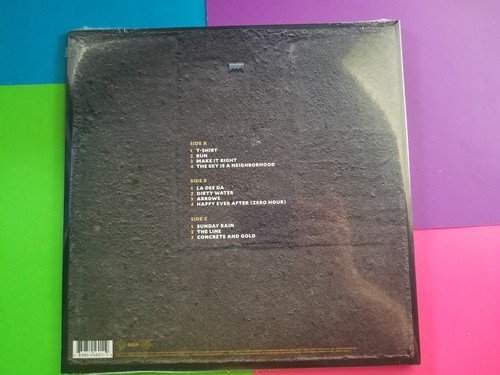 SIDE A
1 T-SHIRT
2 RUN
3 MAKE IT RIGHT
4 THE SKY IS A NEIGHBORHOOD
SIDE B
1 LA DEE DA
2 DIRTY WATER
3 ARROWS
4 HAPPY EVER AFTER (ZERO HOUR)
SIDE C
1 SUNDAY RAIN
2 THE LINE
3 CONCRETE AND GOLD